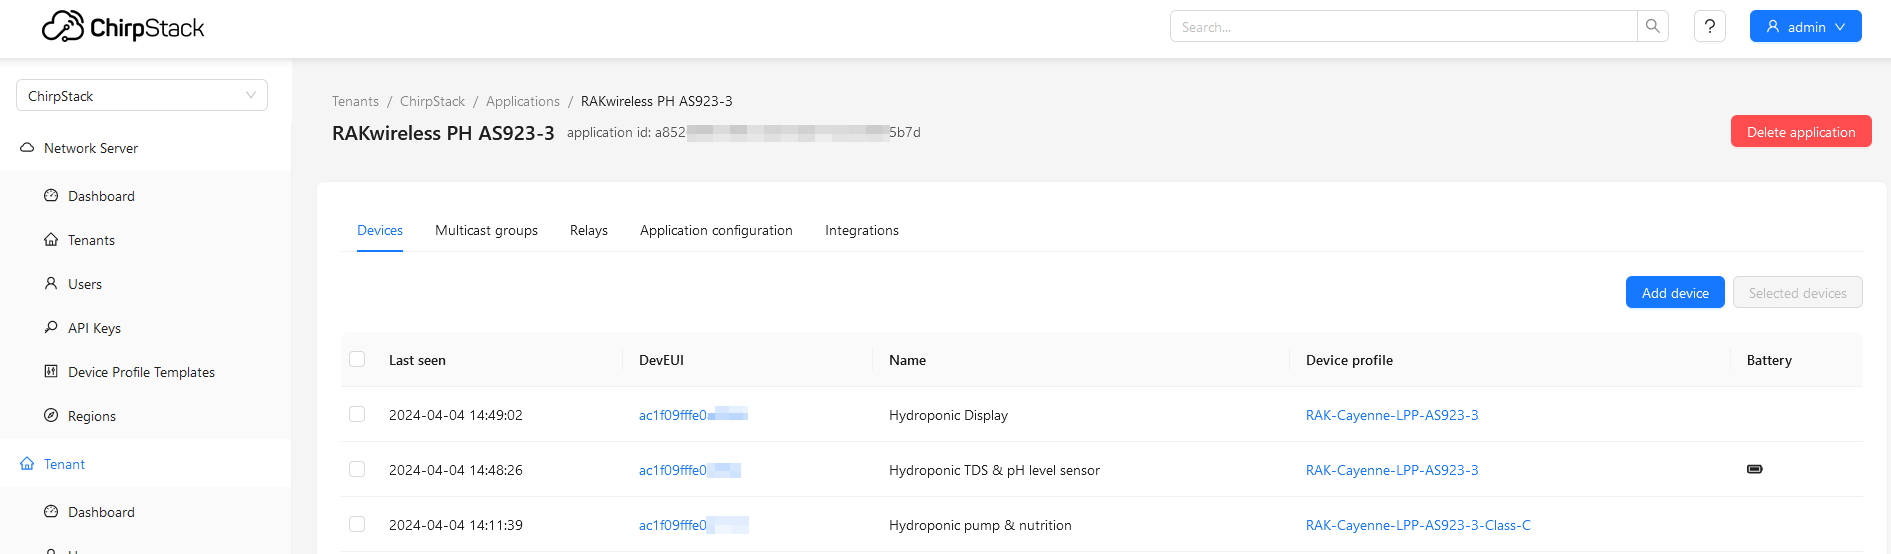 ChirpStack
Search...
?
admin
ChirpStack
Network Server
Dashboard
Tenants
Users
API Keys
Device Profile Templates
Regions
Tenant
Dashboard
Tenants / ChirpStack / Applications / RAKwireless PH AS923-3
RAKwireless PH AS923-3 application id: a852 5b7d
Delete application
Devices Multicast groups Relays Application configuration Integrations
Add device Selected devices
Last seen DevEUI Name Device profile Battery
2024-04-04 14:49:02 ac1f09fffe0 Hydroponic Display RAK-Cayenne-LPP-AS923-3
2024-04-04 14:48:26 ac1f09fffe0 Hydroponic TDS & pH level sensor RAK-Cayenne-LPP-AS923-3
2024-04-04 14:11:39 ac1f09fffe0 Hydroponic pump & nutrition RAK-Cayenne-LPP-AS923-3-Class-C